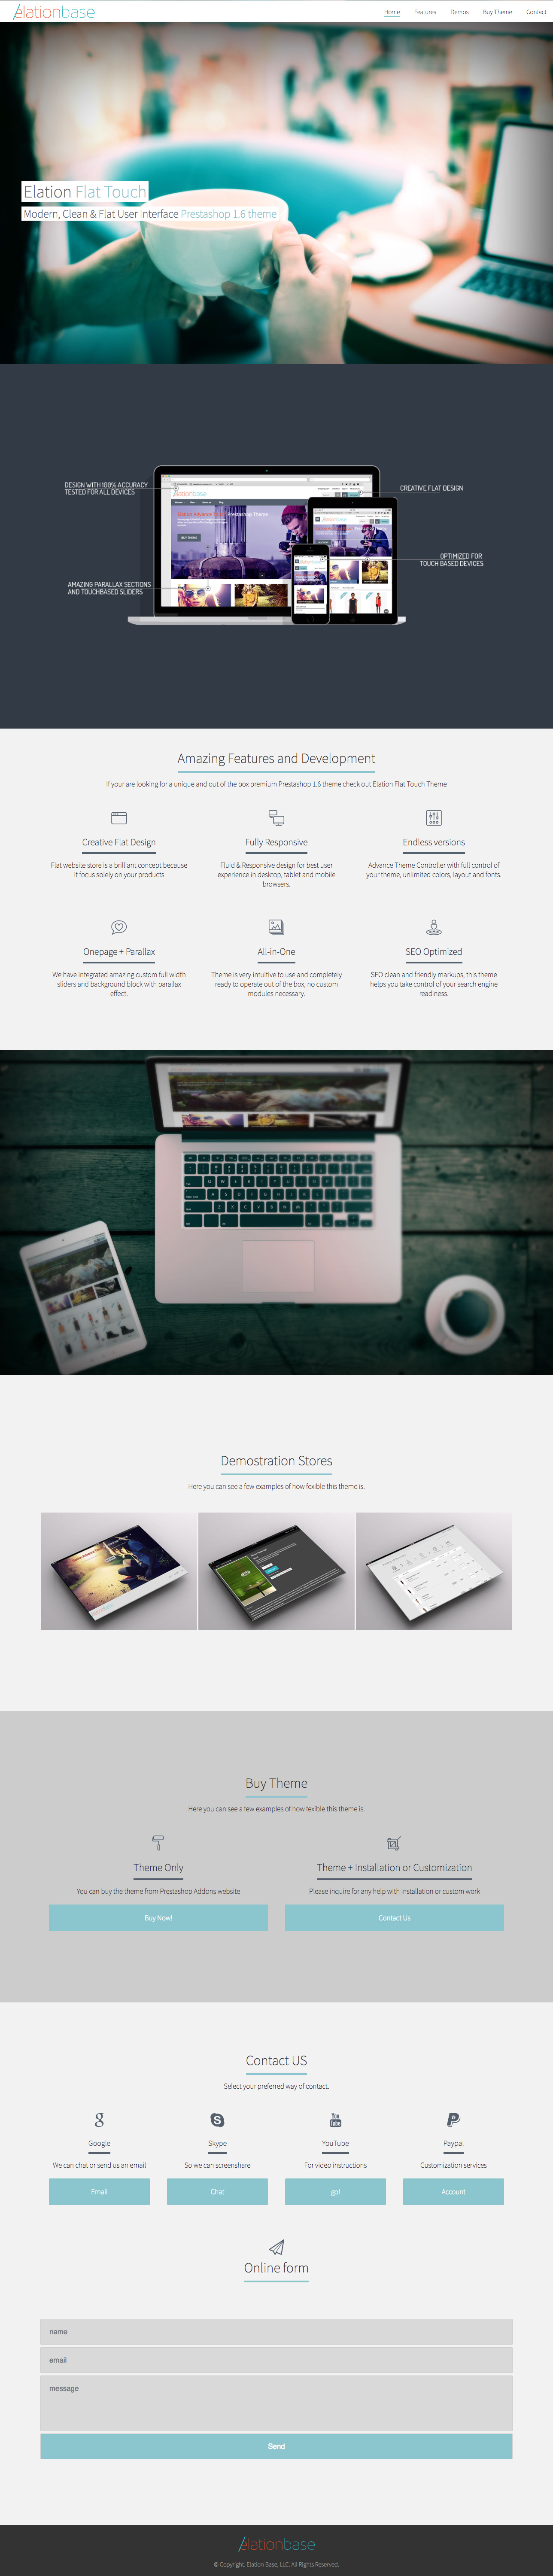 elationbase
Home Features Demos Buy Theme Contact
Elation Flat Touch
Modern, Clean & Flat User Interface Prestashop 1.6 theme
DESIGN WITH 100% ACCURACY
TESTED FOR ALL DEVICES
CREATIVE FLAT DESIGN
OPTIMIZED FOR
TOUCH BASED DEVICES
AMAZING PARALLAX SECTIONS
AND TOUCHBASED SLIDERS
Amazing Features and Development
If your are looking for a unique and out of the box premium Prestashop 1.6 theme check out Elation Flat Touch Theme
Creative Flat Design
Flat website store is a brilliant concept because
it focus solely on your products
Fully Responsive
Fluid & Responsive design for best user
experience in desktop, tablet and mobile
browsers.
Endless versions
Advance Theme Controller with full control of
your theme, unlimited colors, layout and fonts.
Onepage + Parallax
We have integrated amazing custom full width
sliders and background block with parallax
effect.
All-in-One
Theme is very intuitive to use and completely
ready to operate out of the box, no custom
modules necessary.
SEO Optimized
SEO clean and friendly markups, this theme
helps you take control of your search engine
readiness.
Demostration Stores
Here you can see a few examples of how fexible this theme is.
Buy Theme
Here you can see a few examples of how fexible this theme is.
Theme Only
You can buy the theme from Prestashop Addons website
Buy Now!
Theme + Installation or Customization
Please inquire for any help with installation or custom work
Contact Us
Contact US
Select your preferred way of contact.
Google
We can chat or send us an email
Email
Skype
So we can screenshare
Chat
YouTube
For video instructions
go!
Paypal
Customization services
Account
Online form
name
email
message
Send
elationbase
© Copyright. Elation Base, LLC. All Rights Reserved.